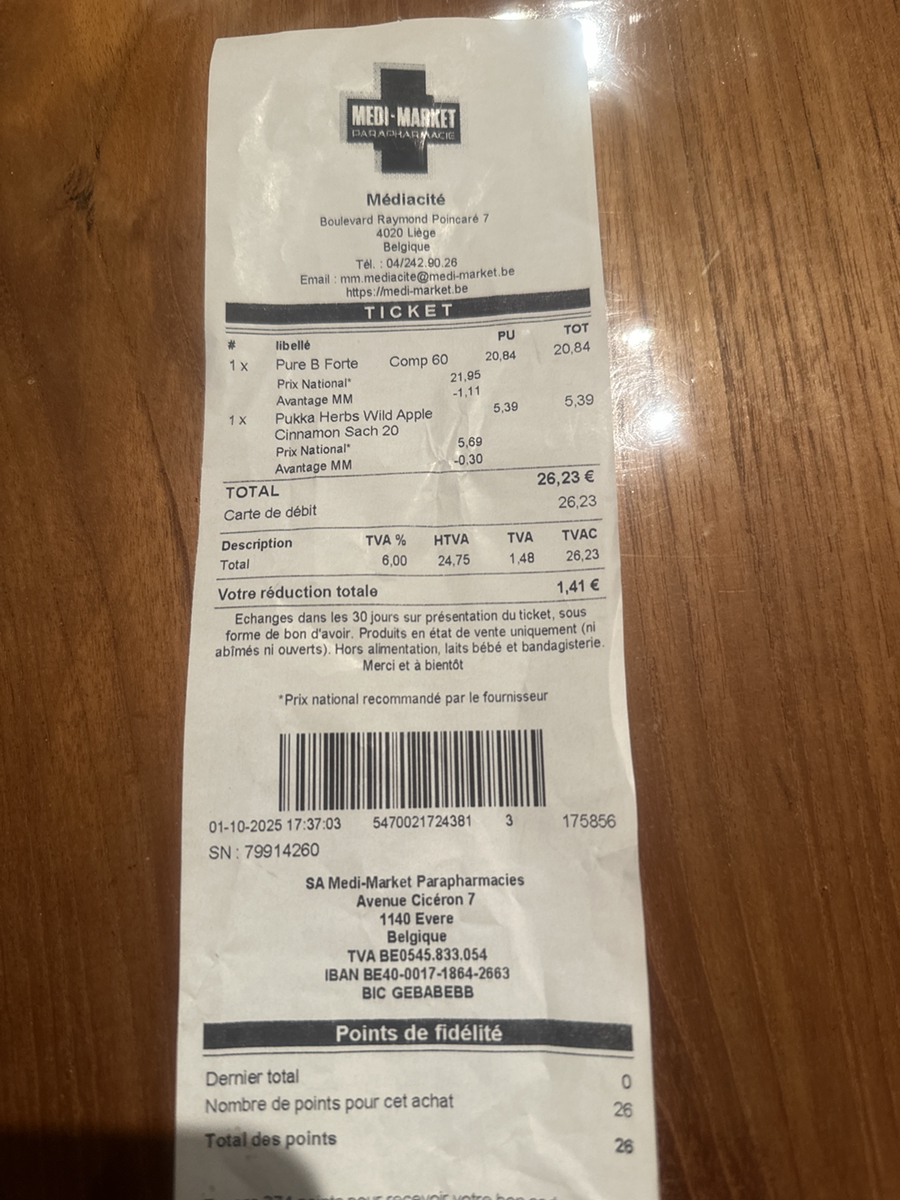 MEDI-MARKET
PARAPHARMACIE
Médiacité
Boulevard Raymond Poincaré 7
4020 Liège
Belgique
Tél. : 04/242.90.26
Email : mm.mediacite@medi-market.be
https://medi-market.be
TICKET
# libellé PU TOT
1 x Pure B Forte Comp 60 20,84 20,84
Prix National* 21,95
Avantage MM -1,11
1 x Pukka Herbs Wild Apple 5,39 5,39
Cinnamon Sach 20
Prix National* 5,69
Avantage MM -0,30
TOTAL 26,23 €
Carte de débit 26,23
Description TVA % HTVA TVA TVAC
Total 6,00 24,75 1,48 26,23
Votre réduction totale 1,41 €
Echanges dans les 30 jours sur présentation du ticket, sous
forme de bon d'avoir. Produits en état de vente uniquement (ni
abîmés ni ouverts). Hors alimentation, laits bébé et bandagisterie.
Merci et à bientôt
*Prix national recommandé par le fournisseur
01-10-2025 17:37:03 5470021724381 3 175856
SN : 79914260
SA Medi-Market Parapharmacies
Avenue Cicéron 7
1140 Evere
Belgique
TVA BE0545.833.054
IBAN BE40-0017-1864-2663
BIC GEBABEBB
Points de fidélité
Dernier total 0
Nombre de points pour cet achat 26
Total des points 26
points pour recevoir votre bon